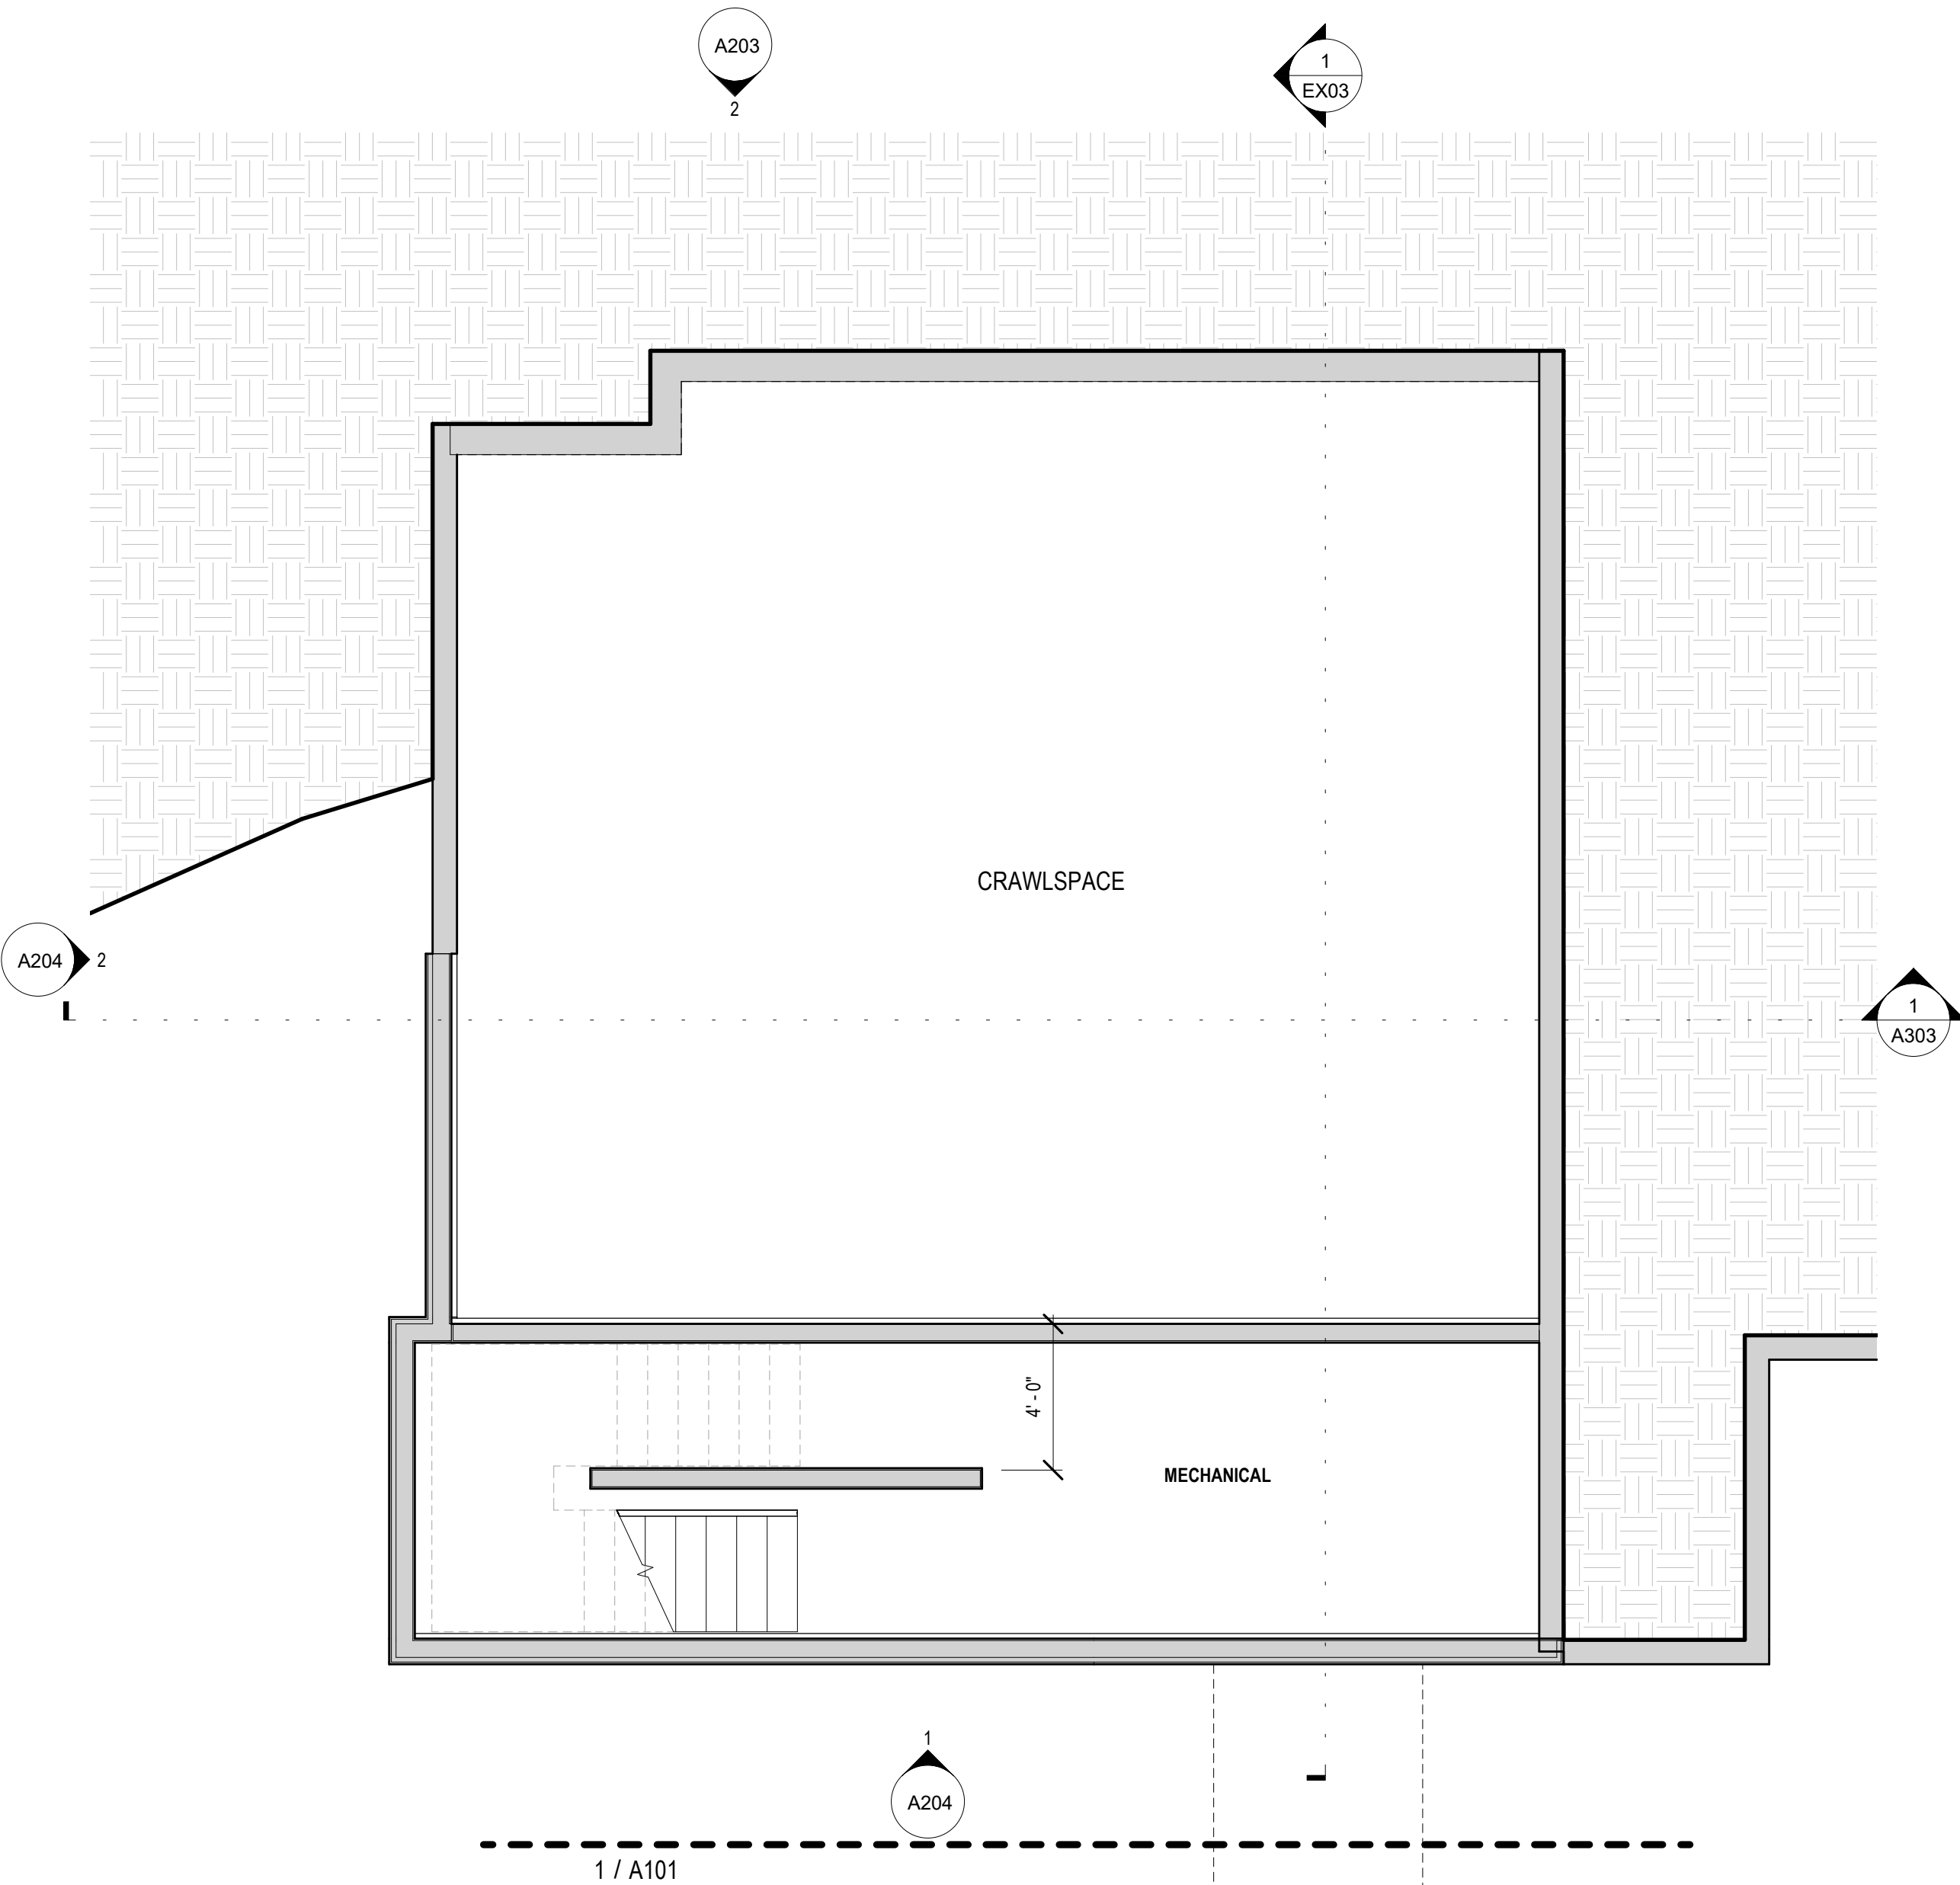 A203
2
1
EX03
CRAWLSPACE
A204
2
1
A303
4' - 0"
MECHANICAL
1
A204
1 / A101